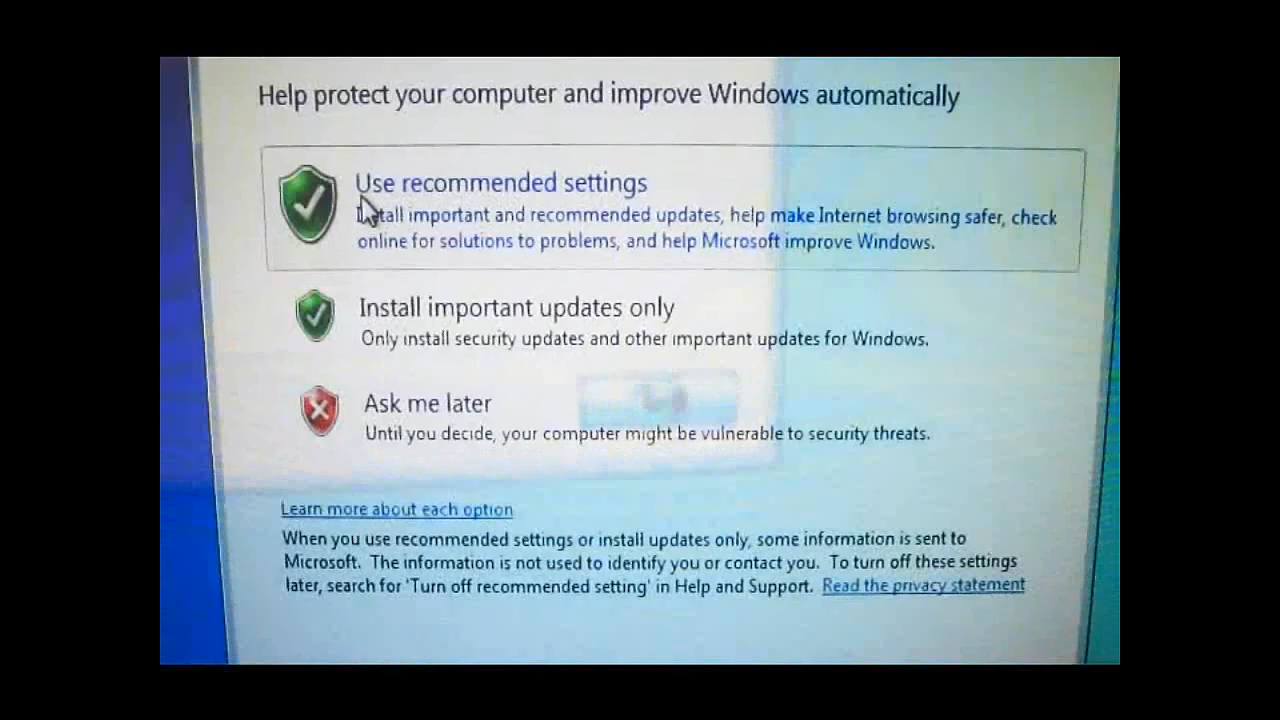 Help protect your computer and improve Windows automatically
Use recommended settings
Install important and recommended updates, help make Internet browsing safer, check
online for solutions to problems, and help Microsoft improve Windows.
Install important updates only
Only install security updates and other important updates for Windows.
Ask me later
Until you decide, your computer might be vulnerable to security threats.
Learn more about each option
When you use recommended settings or install updates only, some information is sent to
Microsoft. The information is not used to identify you or contact you. To turn off these settings
later, search for 'Turn off recommended setting' in Help and Support. Read the privacy statement